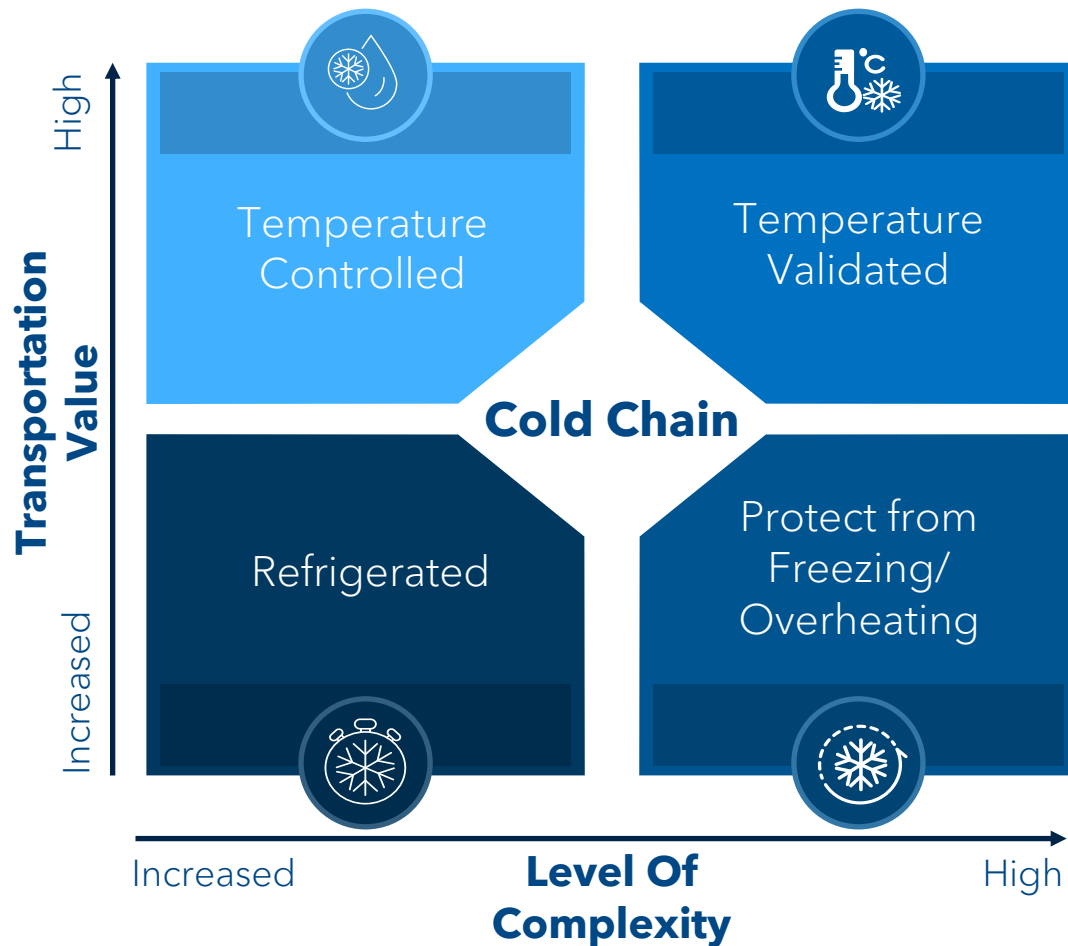 High
°C
Temperature
Controlled
Temperature
Validated
Transportation
Value
Cold Chain
Refrigerated
Protect from
Freezing/
Overheating
Increased
Increased
Level Of
Complexity
High